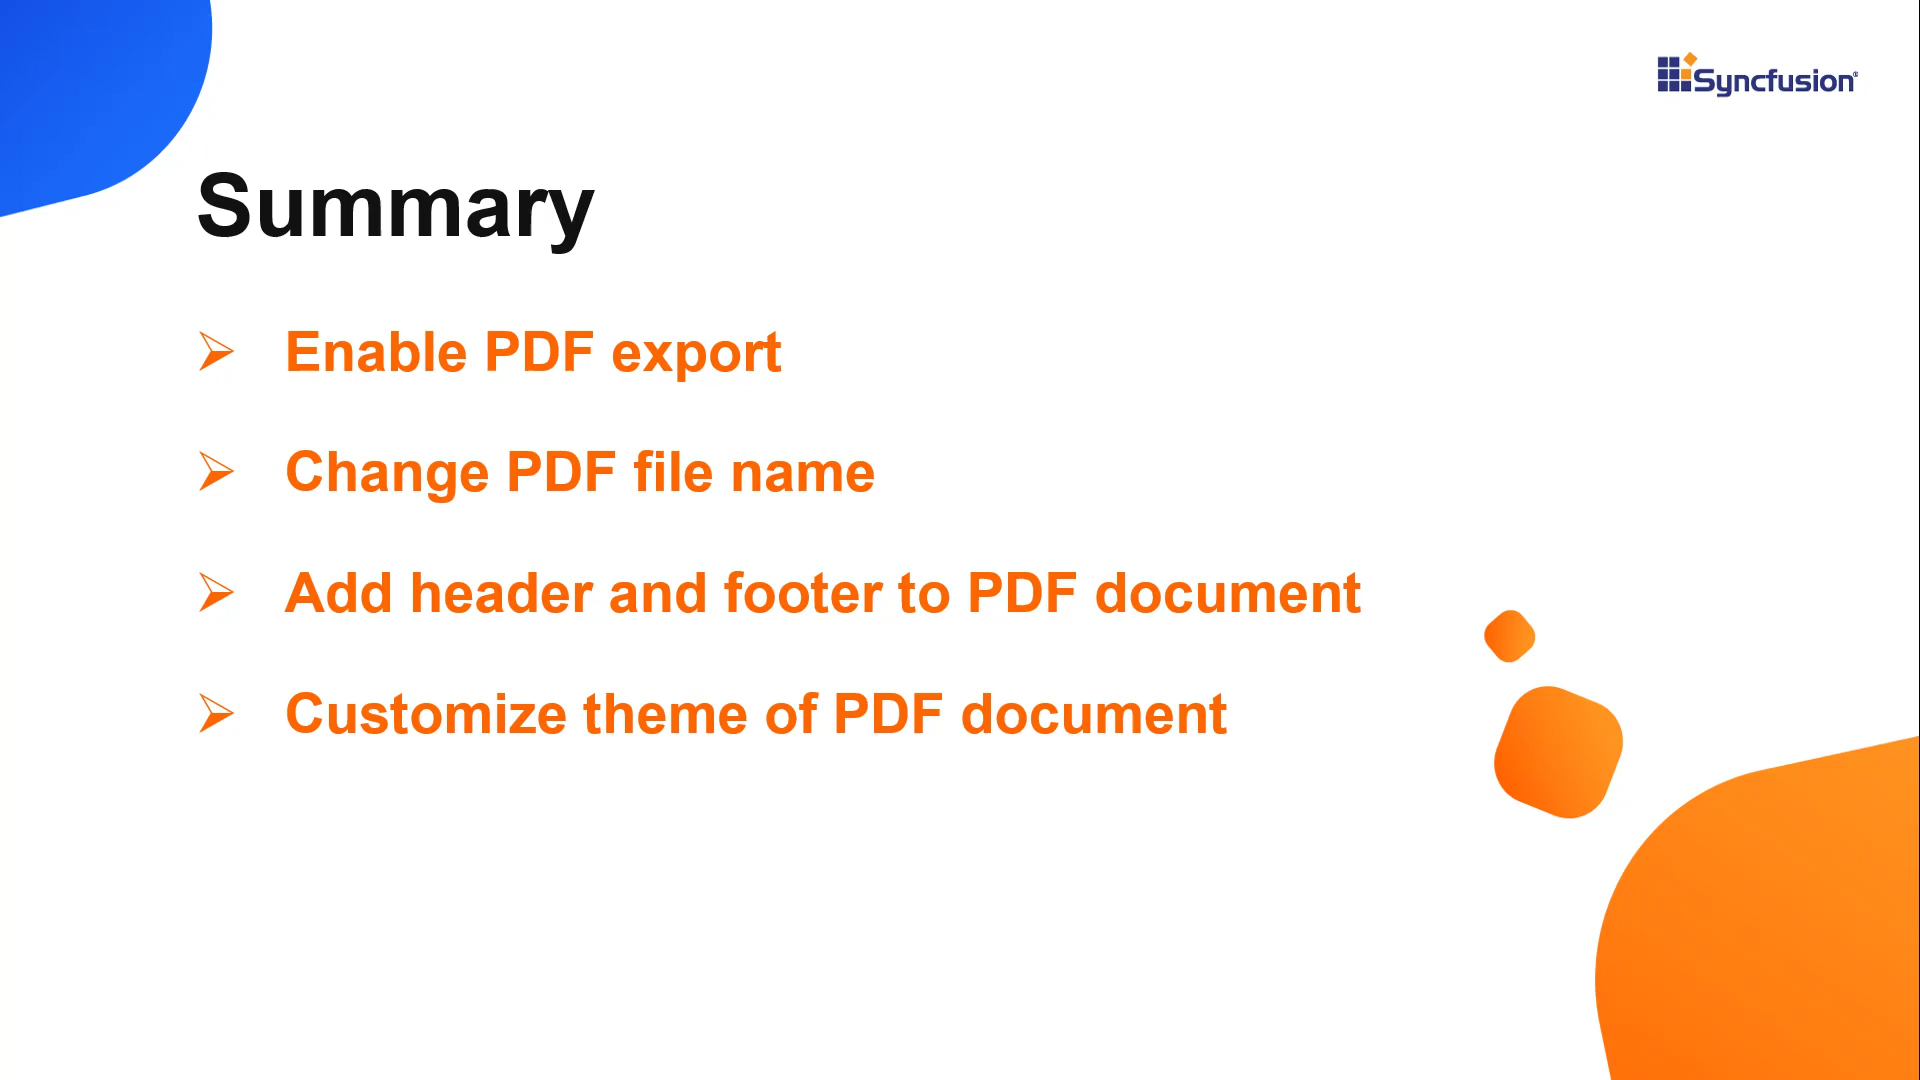 Syncfusion®
Summary
➢ Enable PDF export
➢ Change PDF file name
➢ Add header and footer to PDF document
➢ Customize theme of PDF document